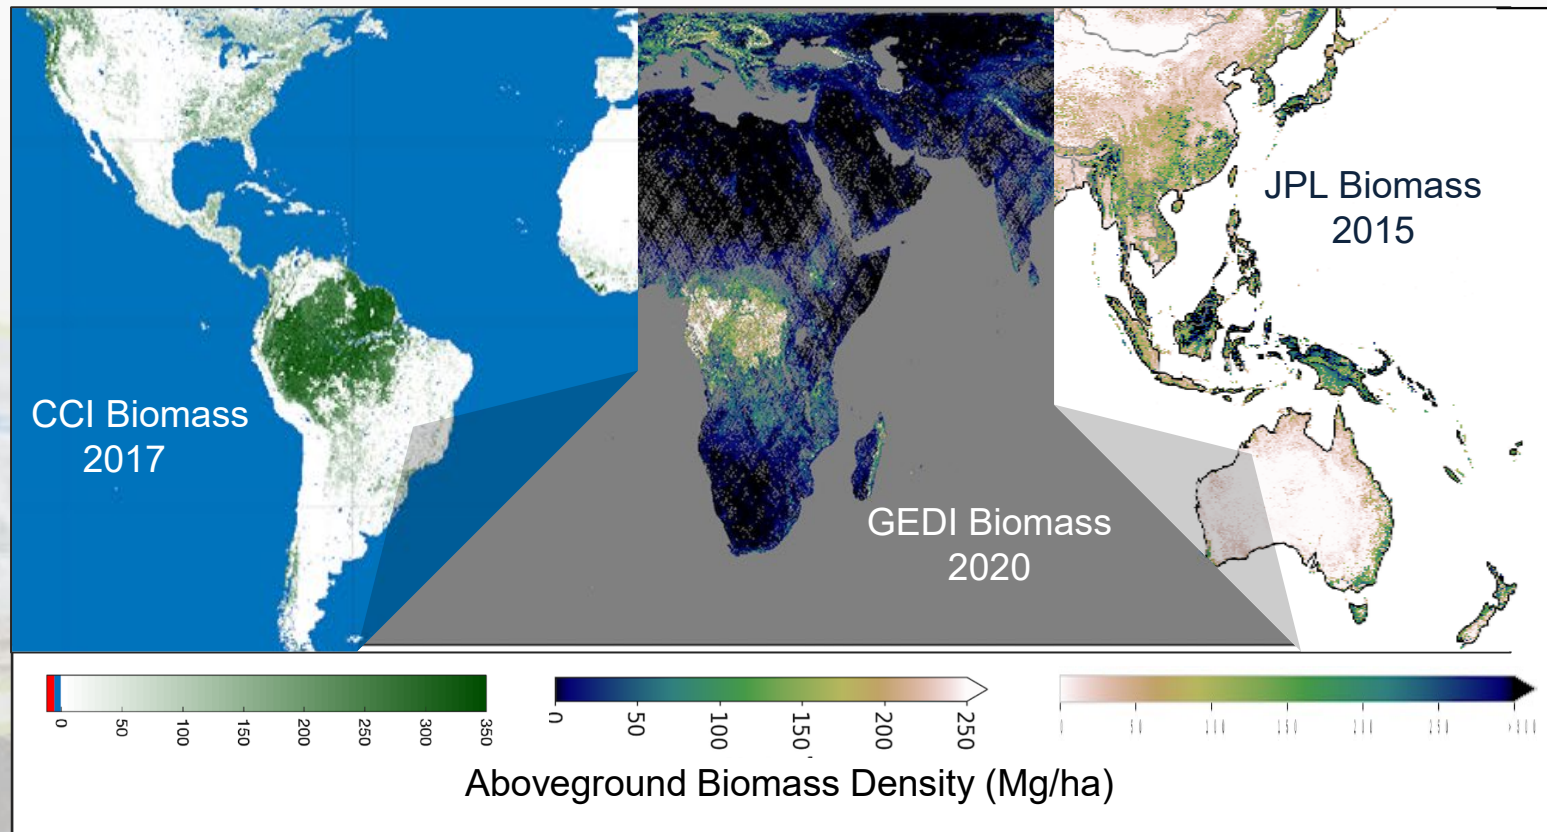 CCI Biomass
2017
GEDI Biomass
2020
JPL Biomass
2015
0 50 100 150 200 250 300 350
0 50 100 150 200 250
Aboveground Biomass Density (Mg/ha)